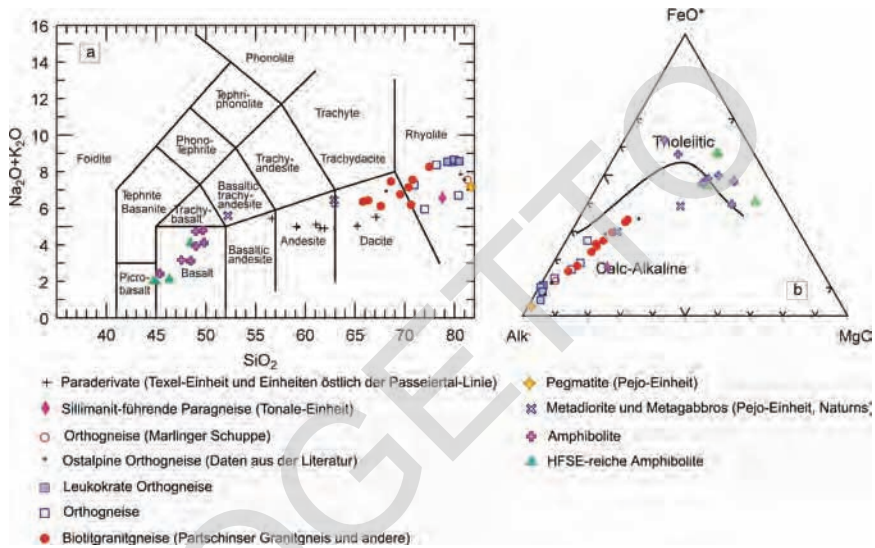 FeO*
16
14
12
10
8
6
4
2
0
Na2O+K2O
a
Phonolite
Tephri-
phonolite
Trachyte
Foidite
Phono-
Tephrite
Trachy-
andesite
Trachydacite
Rhyolite
Tephrite
Basanite
Trachy-
basalt
Basaltic
trachy-
andesite
Picro-
basalt
Basalt
Basaltic
andesite
Andesite
Dacite
40 45 50 55 60 65 70 75 80
SiO2
Tholeiitic
Calc-Alkaline
b
Alk
+ Paraderivate (Texel-Einheit und Einheiten östlich der Passeiertal-Linie)
Sillimanit-führende Paragneise (Tonale-Einheit)
Orthogneise (Marlinger Schuppe)
Ostalpine Orthogneise (Daten aus der Literatur)
Leukokrate Orthogneise
Orthogneise
Biotitgranitgneise (Partschinser Granitgneis und andere)
Pegmatite (Pejo-Einheit)
Metadiorite und Metagabbros (Pejo-Einheit, Naturns)
Amphibolite
HFSE-reiche Amphibolite